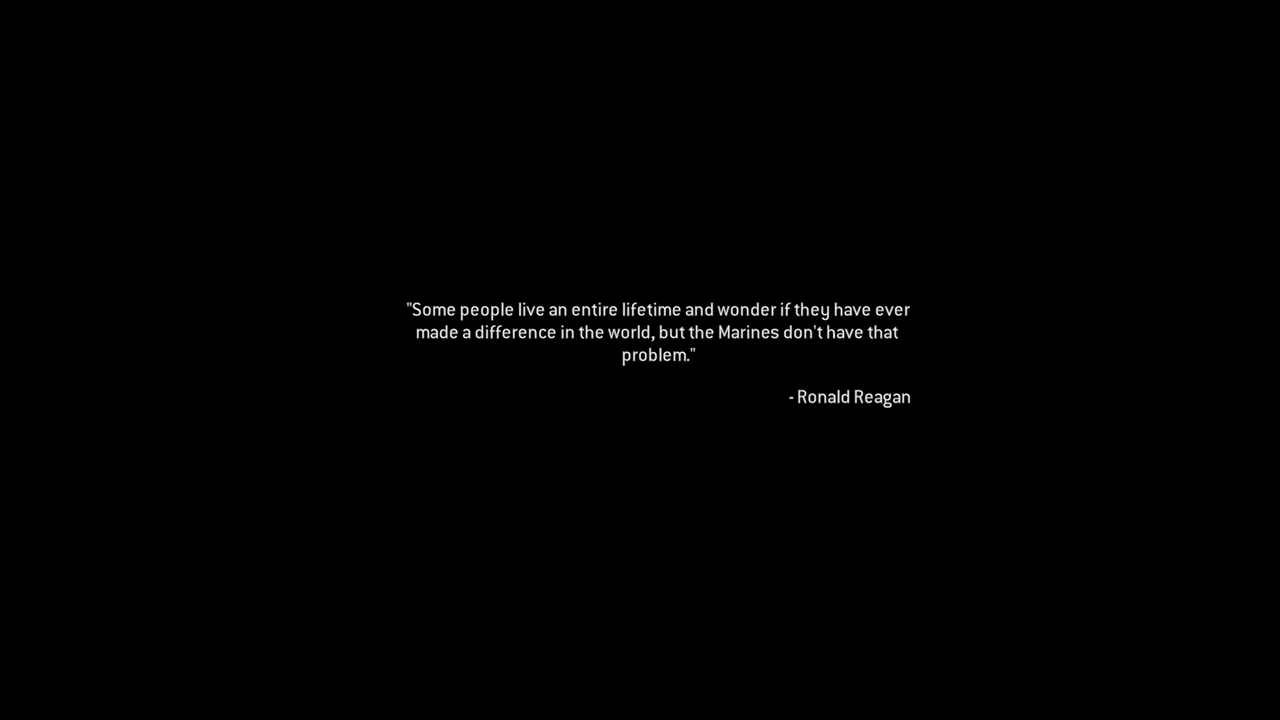 "Some people live an entire lifetime and wonder if they have ever
made a difference in the world, but the Marines don't have that
problem."
- Ronald Reagan